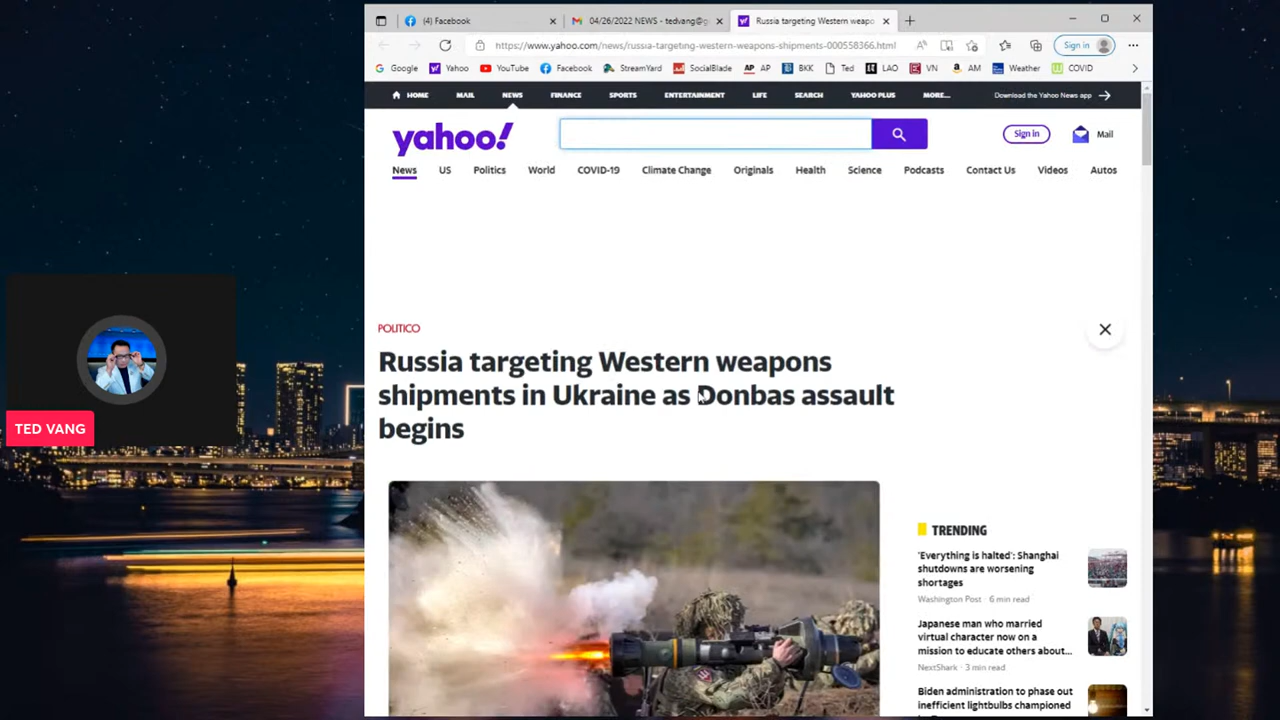 (4) Facebook
04/26/2022 NEWS - tedvang@g
Russia targeting Western weapo
https://www.yahoo.com/news/russia-targeting-western-weapons-shipments-000558366.html
Sign in
Google
Yahoo
YouTube
Facebook
StreamYard
SocialBlade
AP AP
BKK
Ted
LAO
VN
AM
Weather
COVID
HOME
MAIL
NEWS
FINANCE
SPORTS
ENTERTAINMENT
LIFE
SEARCH
YAHOO PLUS
MORE...
Download the Yahoo News app
yahoo!
Sign in
Mail
News
US
Politics
World
COVID-19
Climate Change
Originals
Health
Science
Podcasts
Contact Us
Videos
Autos
POLITICO
Russia targeting Western weapons
shipments in Ukraine as Donbas assault
begins
TED VANG
TRENDING
'Everything is halted': Shanghai
shutdowns are worsening
shortages
Washington Post · 6 min read
Japanese man who married
virtual character now on a
mission to educate others about...
NextShark · 3 min read
Biden administration to phase out
inefficient lightbulbs championed